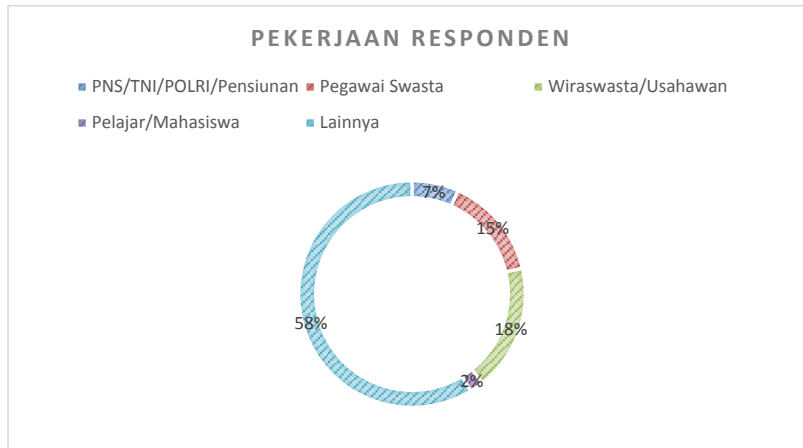 PEKERJAAN RESPONDEN
PNS/TNI/POLRI/Pensiunan Pegawai Swasta Wiraswasta/Usahawan
Pelajar/Mahasiswa Lainnya
7%
15%
58%
18%
2%